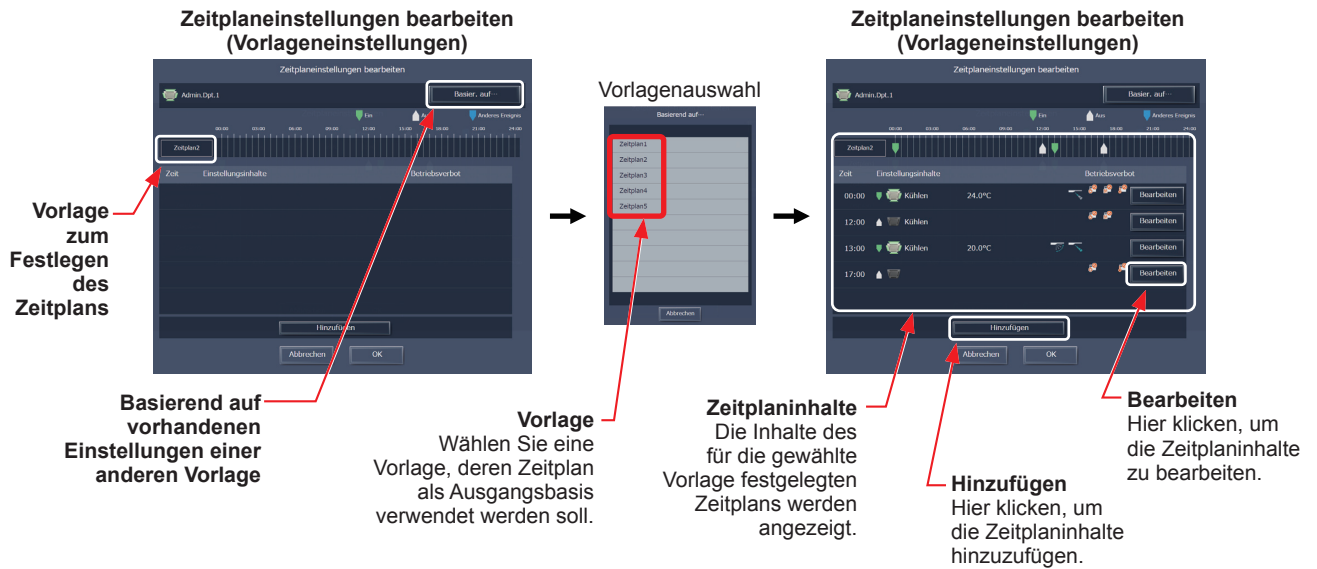 Zeitplaneinstellungen bearbeiten
(Vorlageneinstellungen)
Zeitplaneinstellungen bearbeiten
Admin.Dpt.1
Basier. auf···
Ein
Anderes Ereignis
00:00 03:00 06:00 09:00 12:00 15:00 18:00 21:00 24:00
Zeitplan2
Zeit Einstellungsinhalte Betriebsverbot
Hinzufügen
Abbrechen OK
Vorlage
zum
Festlegen
des
Zeitplans
Basierend auf
vorhandenen
Einstellungen einer
anderen Vorlage
Vorlagenauswahl
Basierend auf···
Zeitplan1
Zeitplan2
Zeitplan3
Zeitplan4
Zeitplan5
Abbrechen
Vorlage
Wählen Sie eine
Vorlage, deren Zeitplan
als Ausgangsbasis
verwendet werden soll.
Zeitplaneinstellungen bearbeiten
(Vorlageneinstellungen)
Zeitplaneinstellungen bearbeiten
Admin.Dpt.1
Basier. auf···
Ein Aus Anderes Ereignis
00:00 03:00 06:00 09:00 12:00 15:00 18:00 21:00 24:00
Zeitplan2
Zeit Einstellungsinhalte Betriebsverbot
00:00 Kühlen 24.0°C Bearbeiten
12:00 Kühlen Bearbeiten
13:00 Kühlen 20.0°C Bearbeiten
17:00 Bearbeiten
Hinzufügen
Abbrechen OK
Zeitplaninhalte
Die Inhalte des
für die gewählte
Vorlage festgelegten
Zeitplans werden
angezeigt.
Hinzufügen
Hier klicken, um
die Zeitplaninhalte
hinzuzufügen.
Bearbeiten
Hier klicken, um
die Zeitplaninhalte
zu bearbeiten.